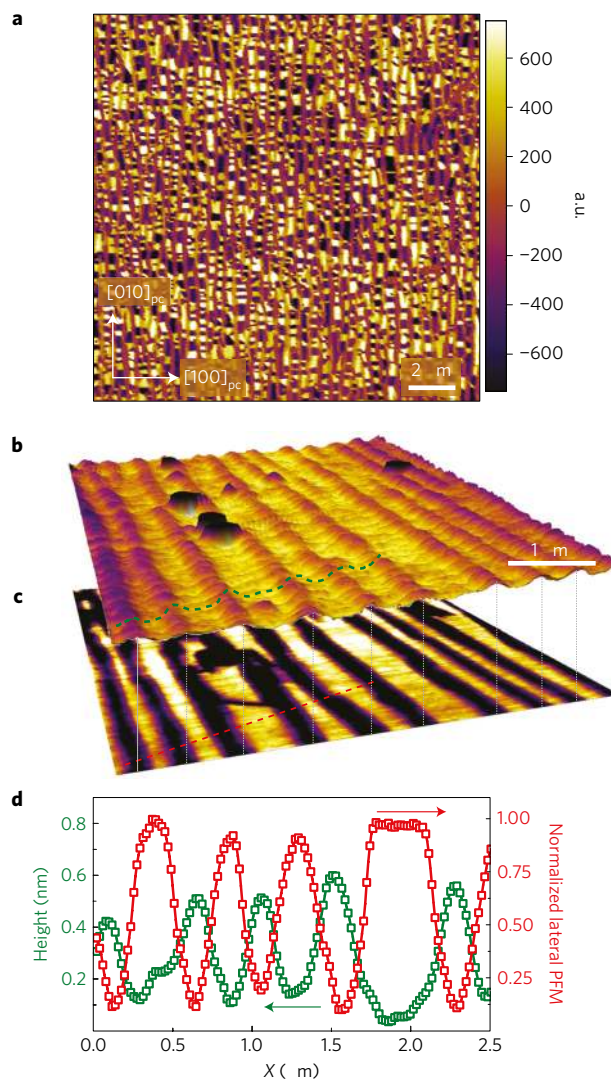 a
600
400
200
0
−200
−400
−600
a.u.
[010]pc
[100]pc
2 m
b
1 m
c
d
0.8
0.6
0.4
0.2
Height (nm)
1.00
0.75
0.50
0.25
Normalized lateral PFM
0.0 0.5 1.0 1.5 2.0 2.5
X ( m)